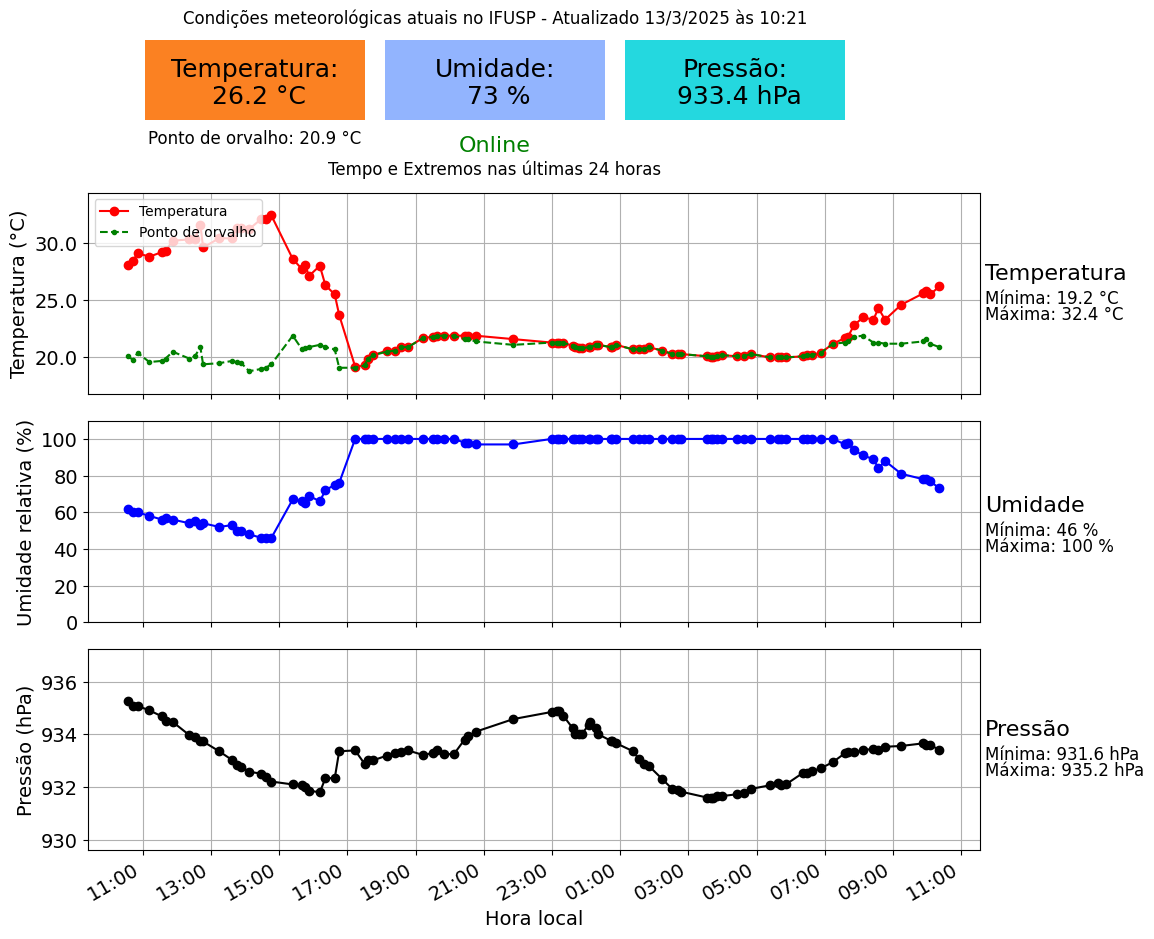 Condições meteorológicas atuais no IFUSP - Atualizado 13/3/2025 às 10:21
Temperatura:
26.2 °C
Umidade:
73 %
Pressão:
933.4 hPa
Ponto de orvalho: 20.9 °C
Online
Tempo e Extremos nas últimas 24 horas
Temperatura (°C)
30.0
25.0
20.0
Temperatura
Ponto de orvalho
Temperatura
Mínima: 19.2 °C
Máxima: 32.4 °C
Umidade relativa (%)
100
80
60
40
20
0
Umidade
Mínima: 46 %
Máxima: 100 %
Pressão (hPa)
936
934
932
930
Pressão
Mínima: 931.6 hPa
Máxima: 935.2 hPa
11:00
13:00
15:00
17:00
19:00
21:00
23:00
01:00
03:00
05:00
07:00
09:00
11:00
Hora local